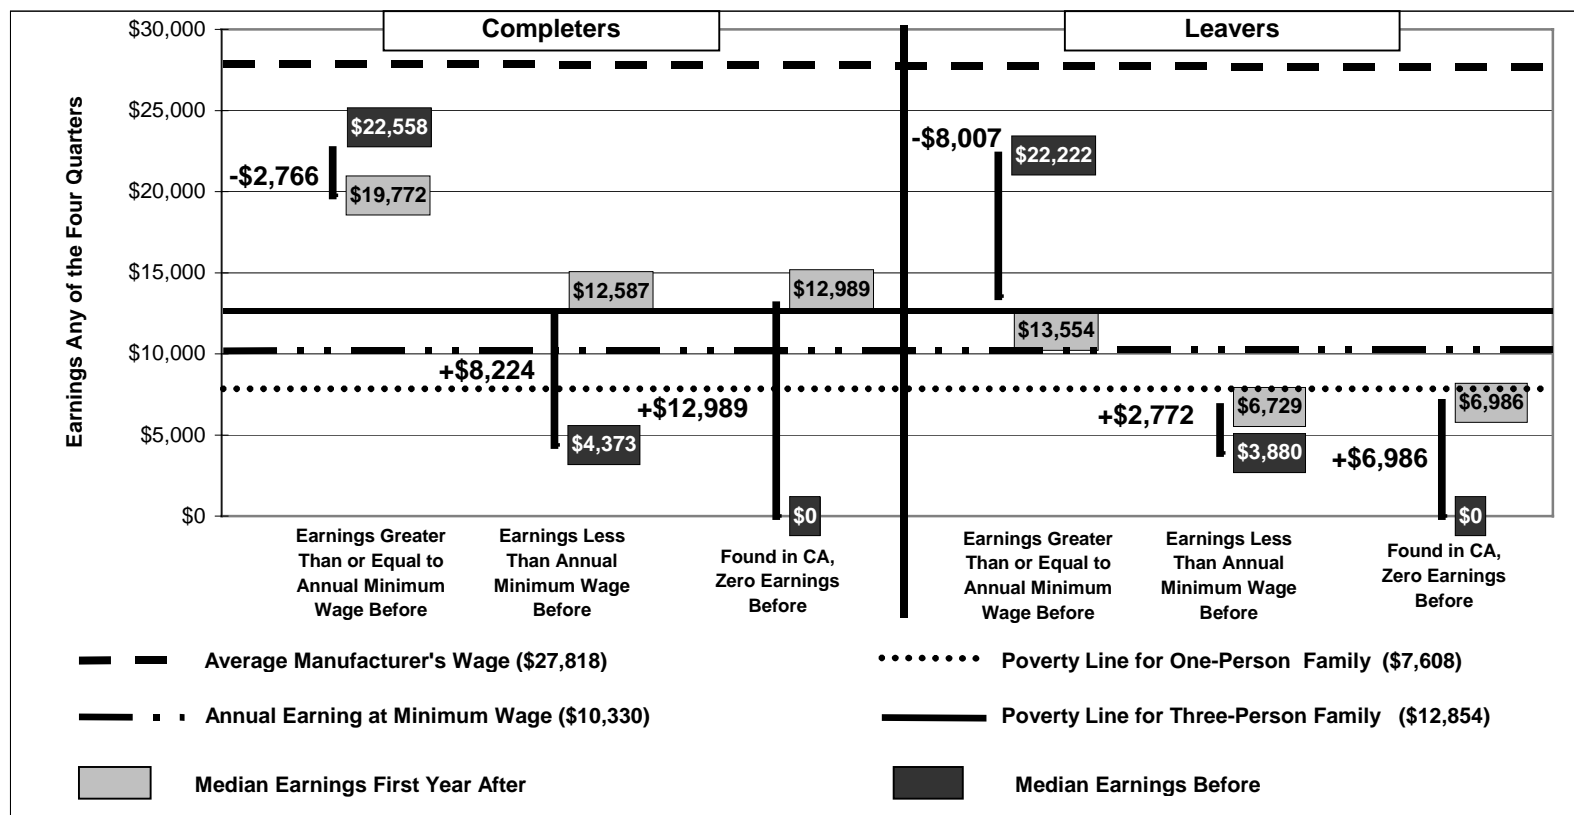 Completers
Leavers
Earnings Any of the Four Quarters
$30,000
$25,000
$20,000
$15,000
$10,000
$5,000
$0
$22,558
-$2,766
$19,772
$12,587
+$8,224
$4,373
$12,989
+$12,989
$0
-$8,007
$22,222
$13,554
+$2,772
$6,729
$3,880
$6,986
+$6,986
$0
Earnings Greater
Than or Equal to
Annual Minimum
Wage Before
Earnings Less
Than Annual
Minimum Wage
Before
Found in CA,
Zero Earnings
Before
Earnings Greater
Than or Equal to
Annual Minimum
Wage Before
Earnings Less
Than Annual
Minimum Wage
Before
Found in CA,
Zero Earnings
Before
Average Manufacturer's Wage ($27,818)
Poverty Line for One-Person Family ($7,608)
Annual Earning at Minimum Wage ($10,330)
Poverty Line for Three-Person Family ($12,854)
Median Earnings First Year After
Median Earnings Before